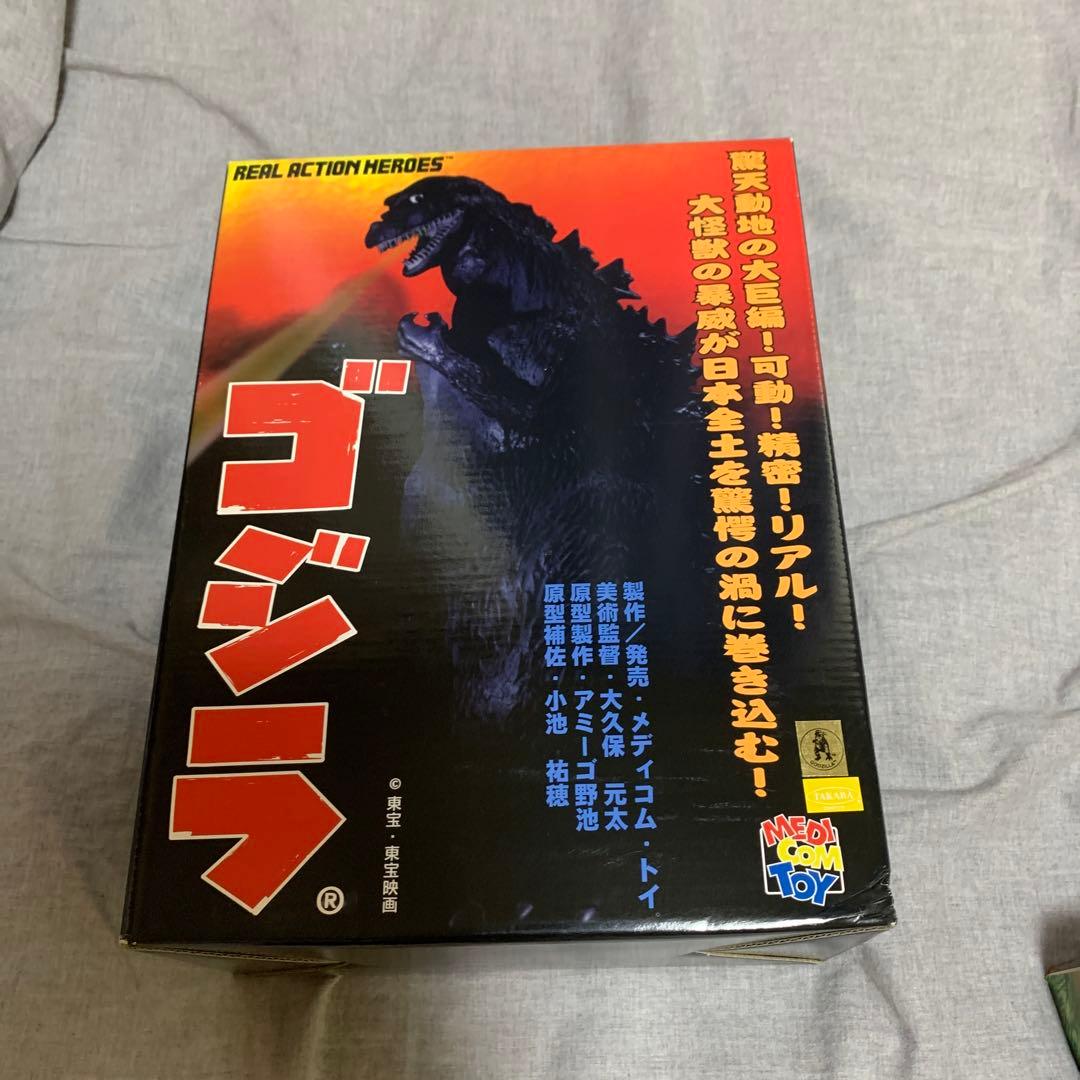 REAL ACTION HEROES™
驚天動地の大巨編!可動!精密!リアル!
大怪獣の暴威が日本全土を驚愕の渦に巻き込む!
ゴジラ®
製作/発売・メディコム・トイ
美術監督・大久保 元太
原型製作・アミーゴ野池
原型補佐・小池 祐穂
© 東宝・東宝映画
GODZILLA
TAKARA
MEDI
COM
TOY